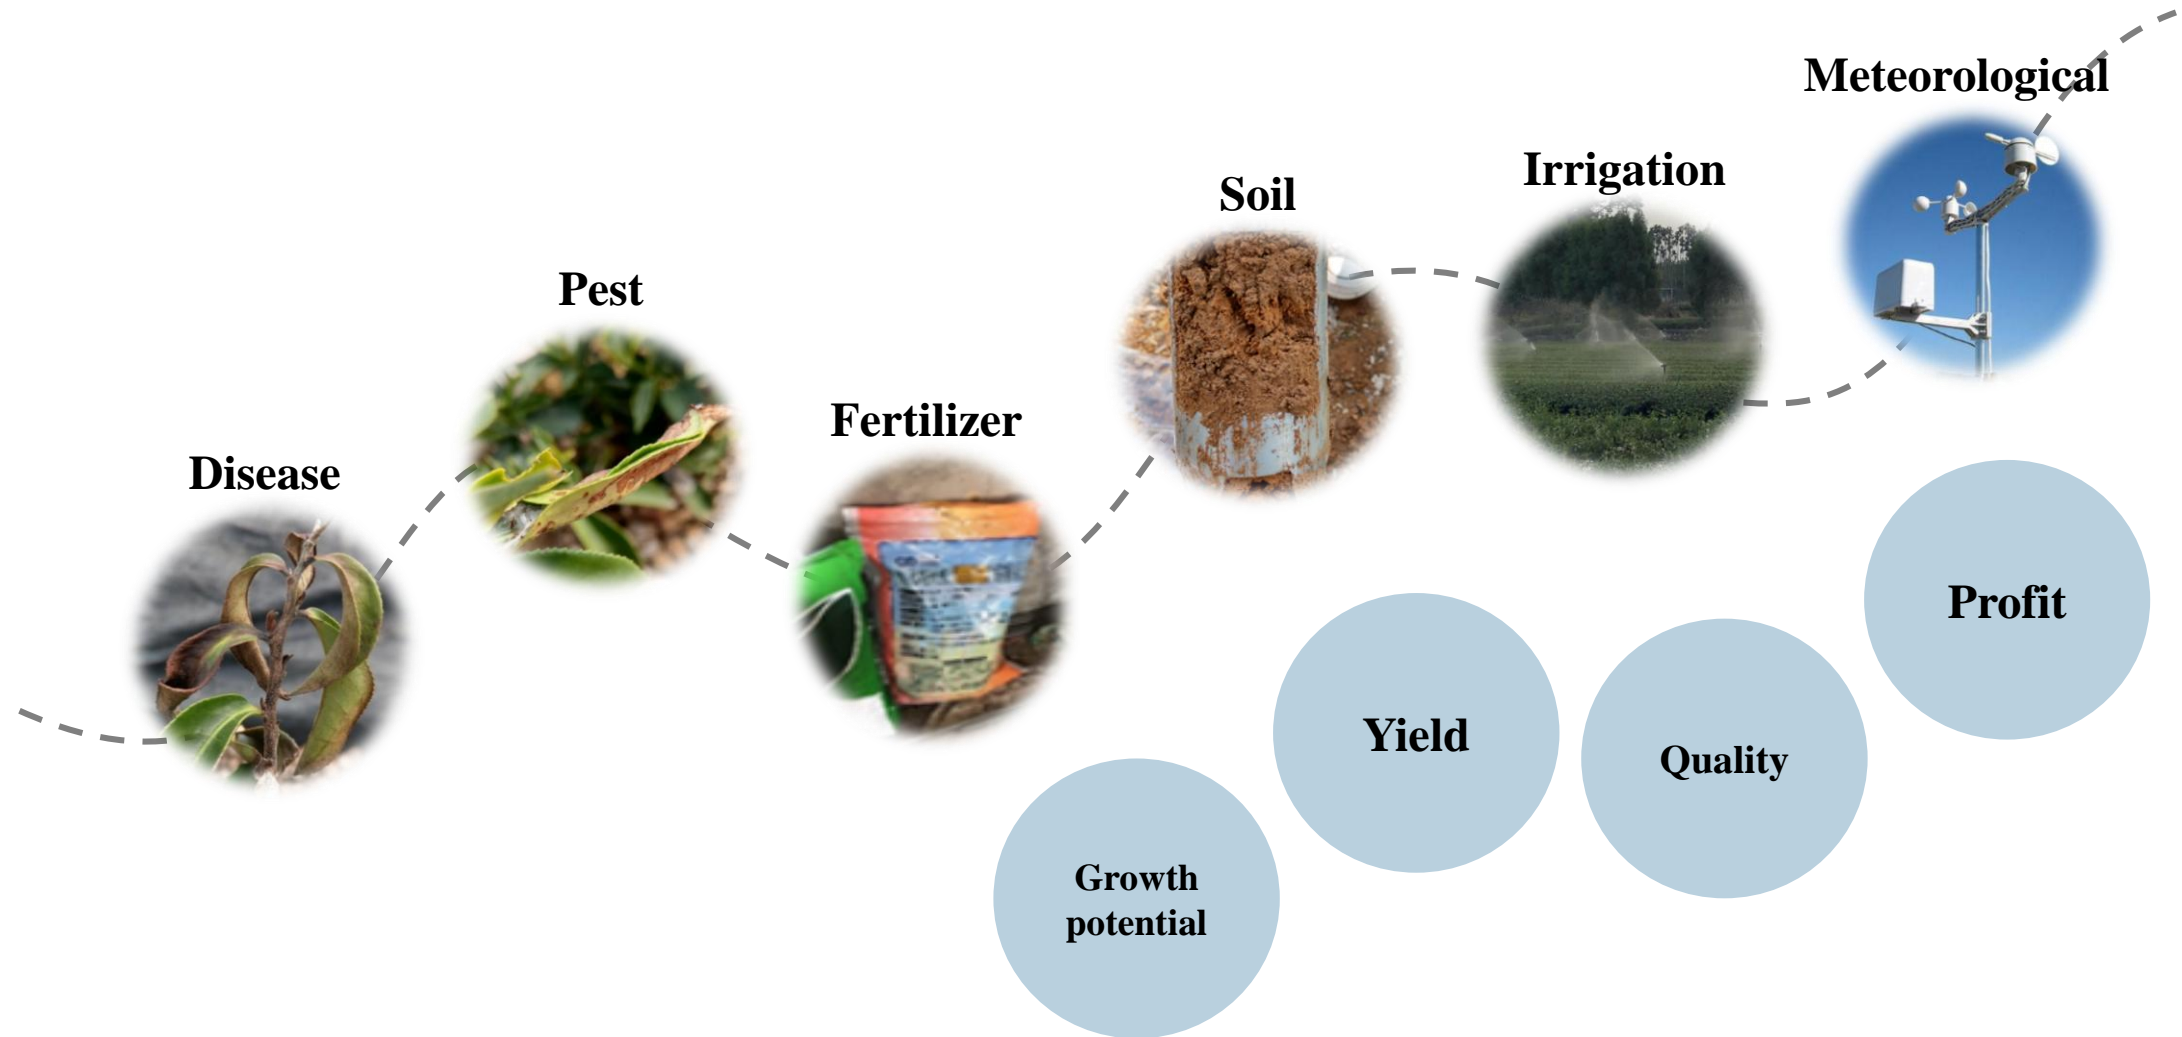 Meteorological
Irrigation
Soil
Pest
Fertilizer
Disease
Profit
Yield
Quality
Growth
potential